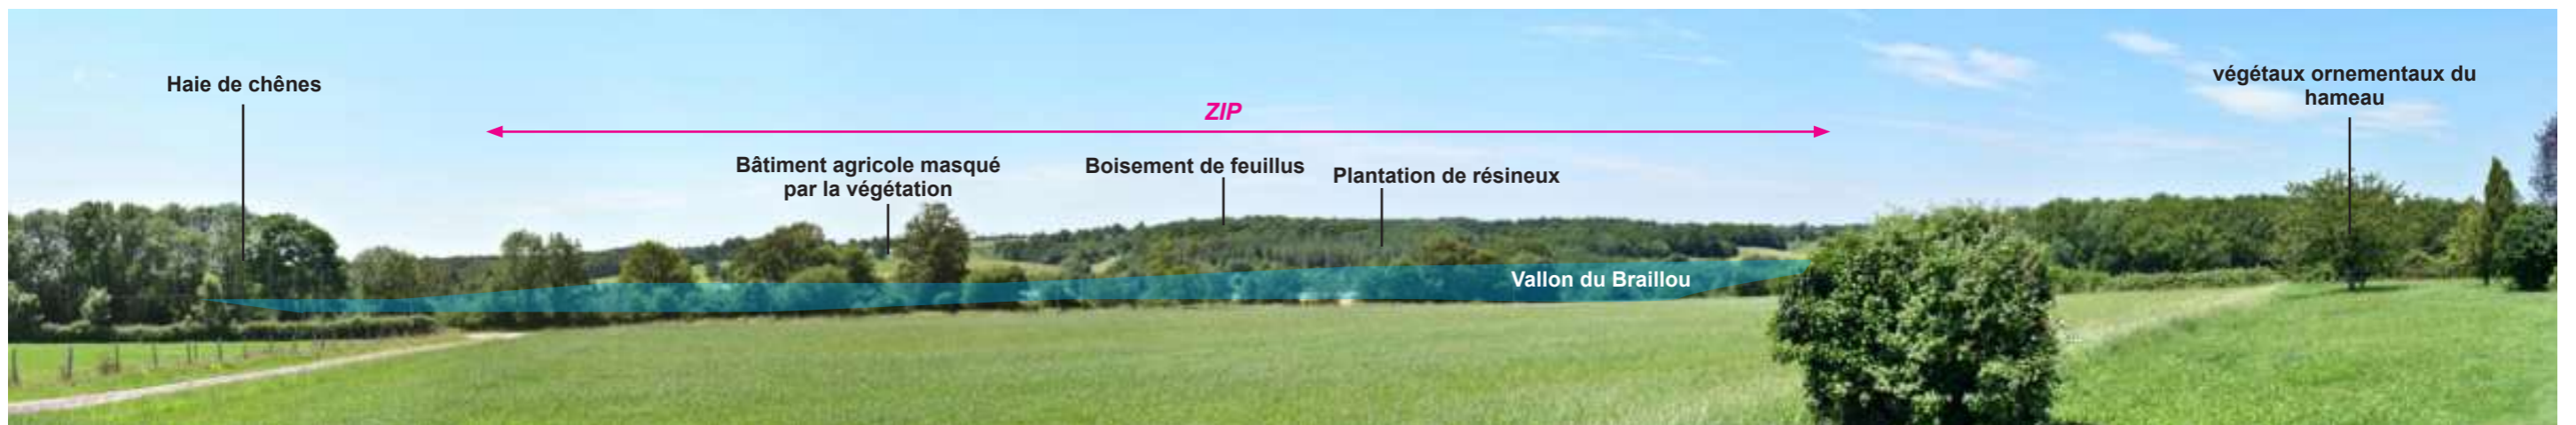 Haie de chênes
ZIP
Bâtiment agricole masqué
par la végétation
Boisement de feuillus
Plantation de résineux
végétaux ornementaux du
hameau
Vallon du Braillou